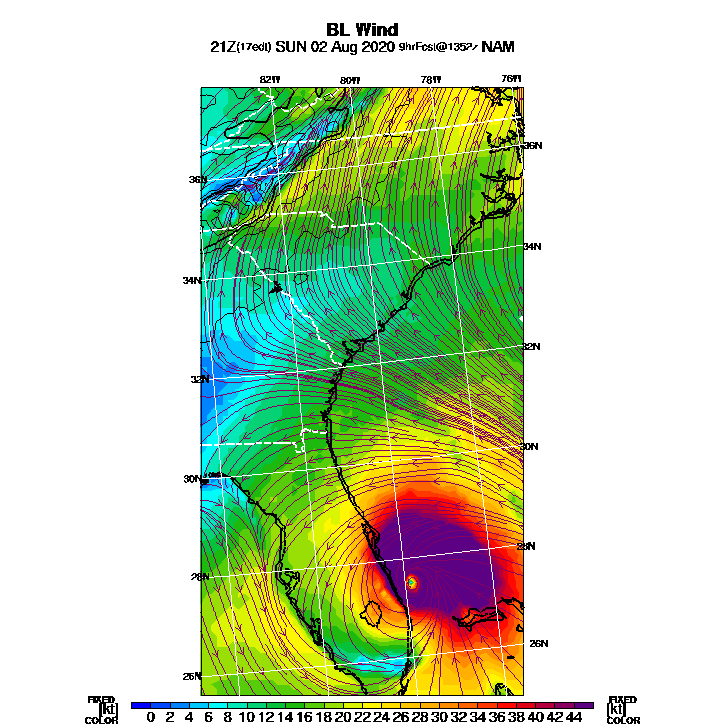 BL Wind
21Z(17edt) SUN 02 Aug 2020 9hrFcst@1352z NAM
82W 80W 78W 76W
36N
36N
34N
34N
32N
32N
30N
30N
28N
28N
26N
26N
FIXED FIXED
[kt] 0 2 4 6 8 10 12 14 16 18 20 22 24 26 28 30 32 34 36 38 40 42 44 [kt]
COLOR COLOR